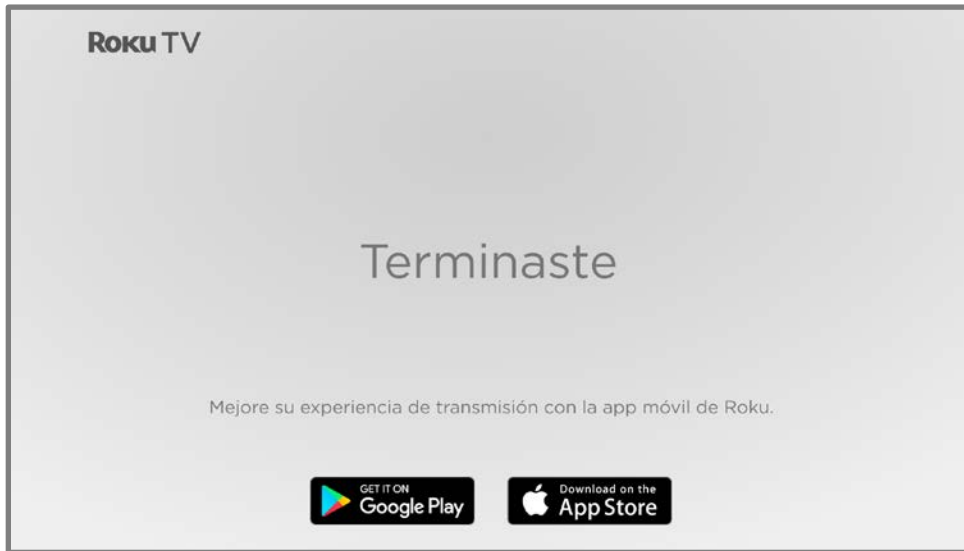 Roku TV
Terminaste
Mejore su experiencia de transmisión con la app móvil de Roku.
GET IT ON
Google Play
Download on the
App Store